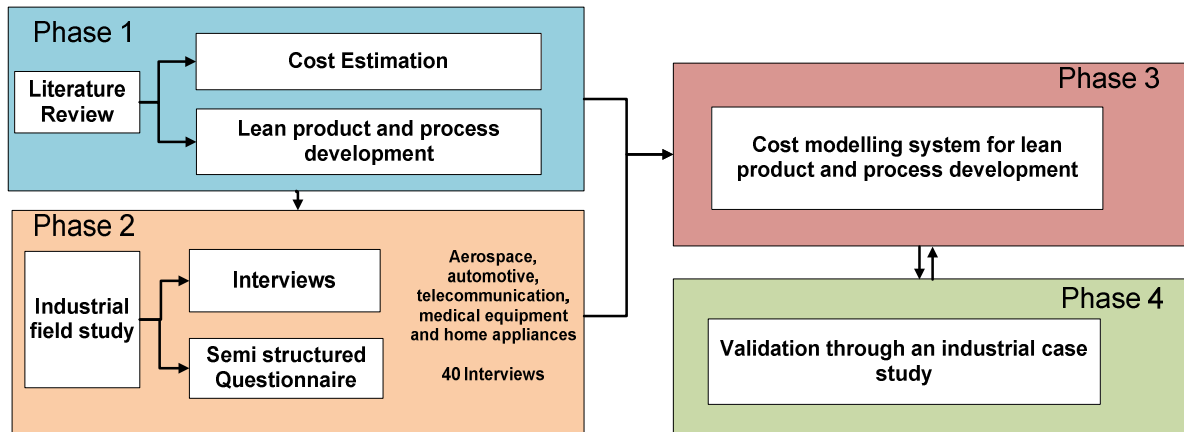 Phase 1
Literature
Review
Cost Estimation
Lean product and process
development
Phase 2
Industrial
field study
Interviews
Semi structured
Questionnaire
Aerospace,
automotive,
telecommunication,
medical equipment
and home appliances
40 Interviews
Phase 3
Cost modelling system for lean
product and process development
Phase 4
Validation through an industrial case
study